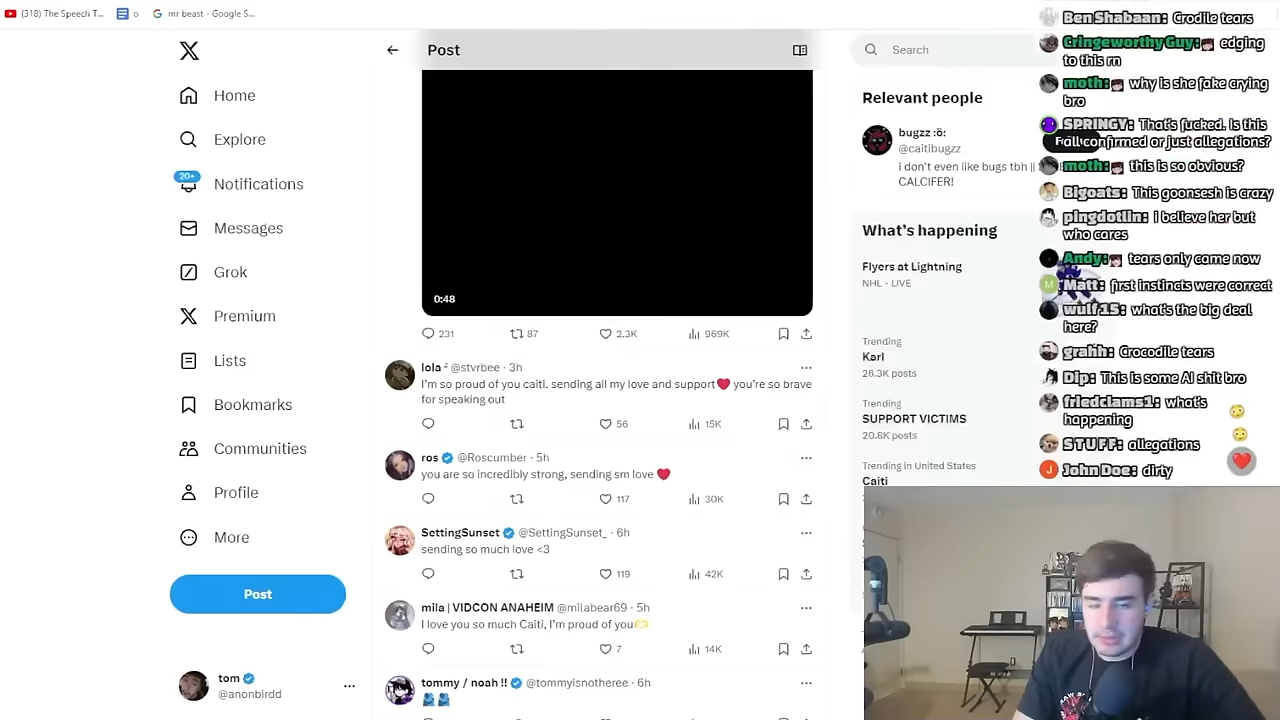 (318) The Speech T...
o
mr beast - Google S...
Post
Search
Home
Explore
20+
Notifications
Messages
Grok
Premium
Lists
Bookmarks
Communities
Profile
More
Post
tom
@anonbirdd
0:48
231
87
2.3K
969K
lola @stvrbee · 3h
I'm so proud of you caiti. sending all my love and support❤️ you're so brave
for speaking out
56
15K
ros @Roscumber · 5h
you are so incredibly strong, sending sm love ❤️
117
30K
SettingSunset @SettingSunset_ · 6h
sending so much love <3
119
42K
mila | VIDCON ANAHEIM @milabear69 · 5h
I love you so much Caiti, I'm proud of you🫶
7
14K
tommy / noah !! @tommyisnotheree · 6h
🫂🫂
Relevant people
bugzz :ö:
@caitibugzz
i don't even like bugs tbh ||
CALCIFER!
What's happening
Flyers at Lightning
NHL · LIVE
Trending
Karl
26.3K posts
Trending
SUPPORT VICTIMS
20.8K posts
Trending in United States
Caiti
Ben Shabaan: Crodile tears
Cringeworthy Guy: edging
to this rn
moth: why is she fake crying
bro
SPRINGY: That's fucked. Is this
all confirmed or just allegations?
moth: this is so obvious?
Bigoats: This goonsesh is crazy
pingdotlin: i believe her but
who cares
Andy: tears only came now
Matt: first instincts were correct
wulf15: what's the big deal
here?
grahh: Crocodile tears
Dip: This is some AI shit bro
friedclams1: what's
happening
STUFF: allegations
John Doe: dirty